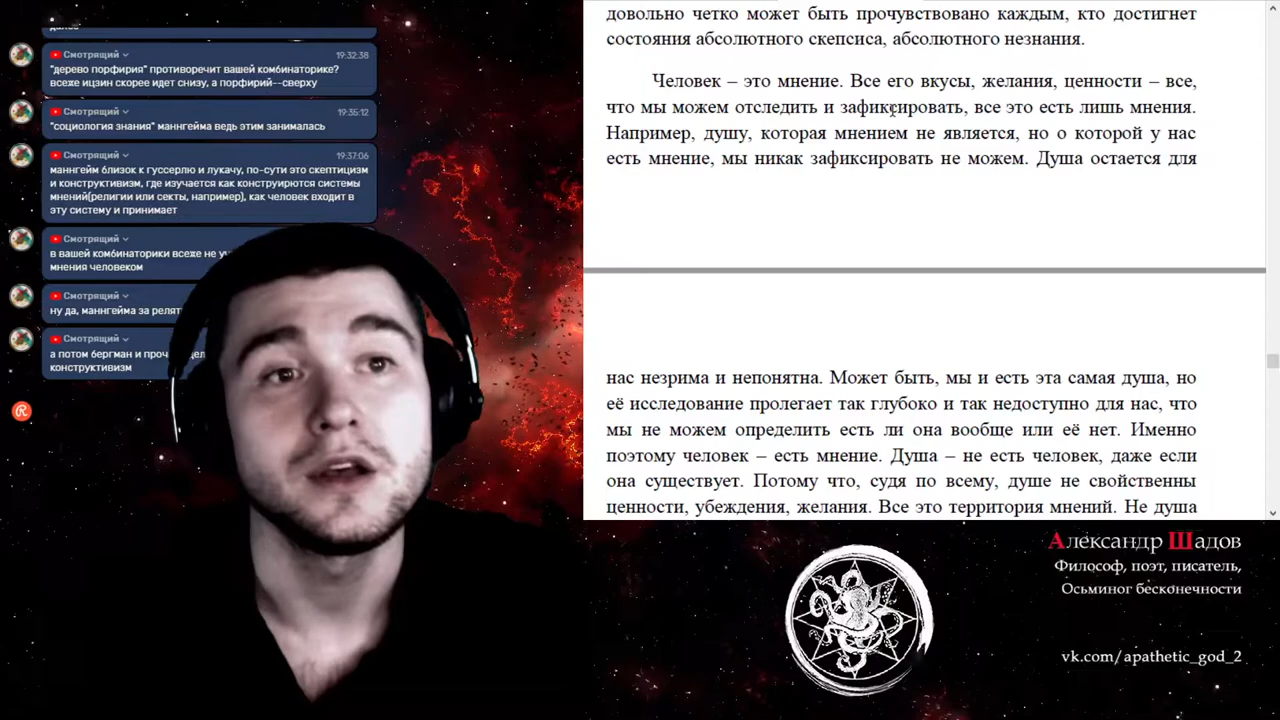 Смотрящий
19:32:38
"дерево порфирия" противоречит вашей комбинаторике?
всеже ицзин скорее идет снизу, а порфирий--сверху
Смотрящий
19:35:12
"социология знания" маннгейма ведь этим занималась
Смотрящий
19:37:06
маннгейм близок к гуссерлю и лукачу, по-сути это скептицизм
и конструктивизм, где изучается как конструирются системы
мнений(религии или секты, например), как человек входит в
эту систему и принимает
Смотрящий
в вашей комбинаторики всеже не
мнения человеком
Смотрящий
ну да, маннгейма за
Смотрящий
а потом бергман и проч
конструктивизм
довольно четко может быть прочувствовано каждым, кто достигнет
состояния абсолютного скепсиса, абсолютного незнания.
Человек – это мнение. Все его вкусы, желания, ценности – все,
что мы можем отследить и зафиксировать, все это есть лишь мнения.
Например, душу, которая мнением не является, но о которой у нас
есть мнение, мы никак зафиксировать не можем. Душа остается для
нас незрима и непонятна. Может быть, мы и есть эта самая душа, но
её исследование пролегает так глубоко и так недоступно для нас, что
мы не можем определить есть ли она вообще или её нет. Именно
поэтому человек – есть мнение. Душа – не есть человек, даже если
она существует. Потому что, судя по всему, душе не свойственны
ценности, убеждения, желания. Все это территория мнений. Не душа
Александр Шадов
Философ, поэт, писатель,
Осьминог бесконечности
vk.com/apathetic_god_2